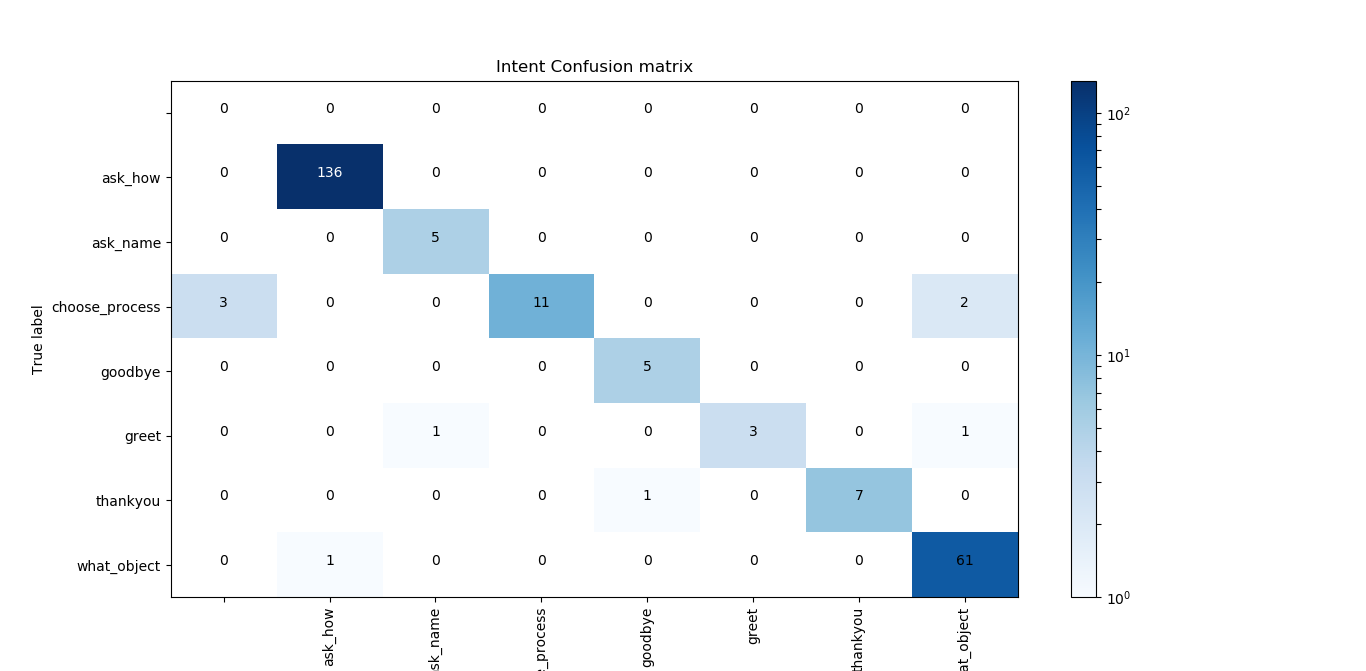 Intent Confusion matrix
0 0 0 0 0 0 0 0
10²
ask_how 0 136 0 0 0 0 0 0
ask_name 0 0 5 0 0 0 0 0
choose_process 3 0 0 11 0 0 0 2
True label
10¹
goodbye 0 0 0 0 5 0 0 0
greet 0 0 1 0 0 3 0 1
thankyou 0 0 0 0 1 0 7 0
what_object 0 1 0 0 0 0 0 61
10⁰
ask_how
sk_name
e_process
goodbye
greet
thankyou
at_object